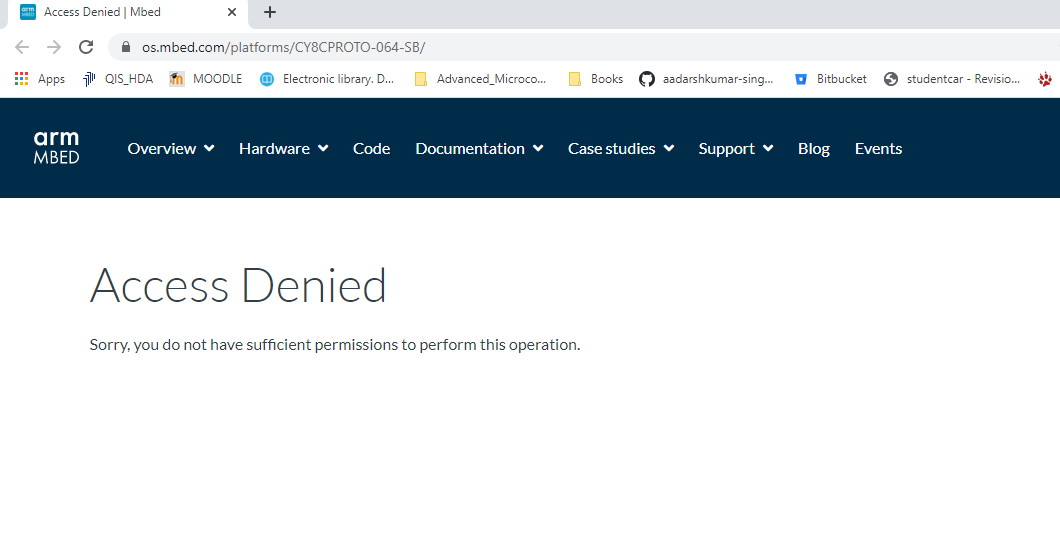 arm MBED Access Denied | Mbed
os.mbed.com/platforms/CY8CPROTO-064-SB/
Apps QIS_HDA MOODLE Electronic library. D... Advanced_Microco... Books aadarshkumar-sing... Bitbucket studentcar - Revisio...
arm
MBED
Overview Hardware Code Documentation Case studies Support Blog Events
Access Denied
Sorry, you do not have sufficient permissions to perform this operation.